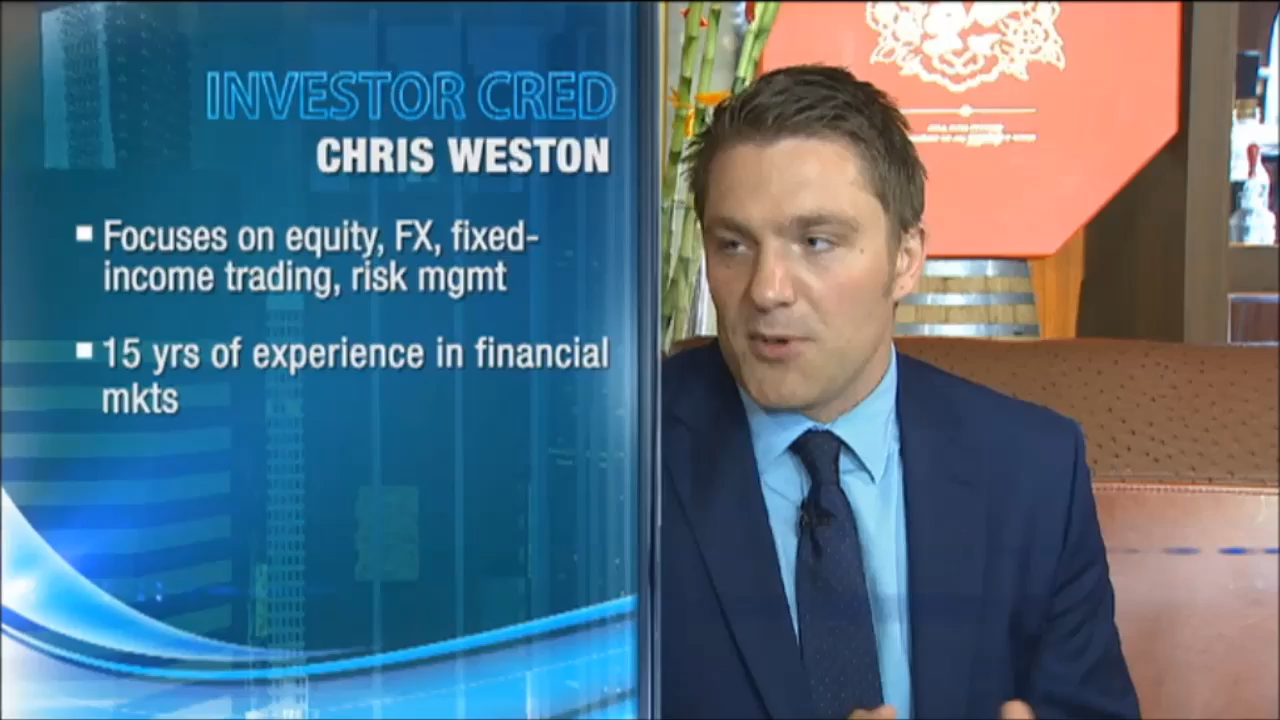 INVESTOR CRED
CHRIS WESTON
Focuses on equity, FX, fixed-
income trading, risk mgmt
15 yrs of experience in financial
mkts